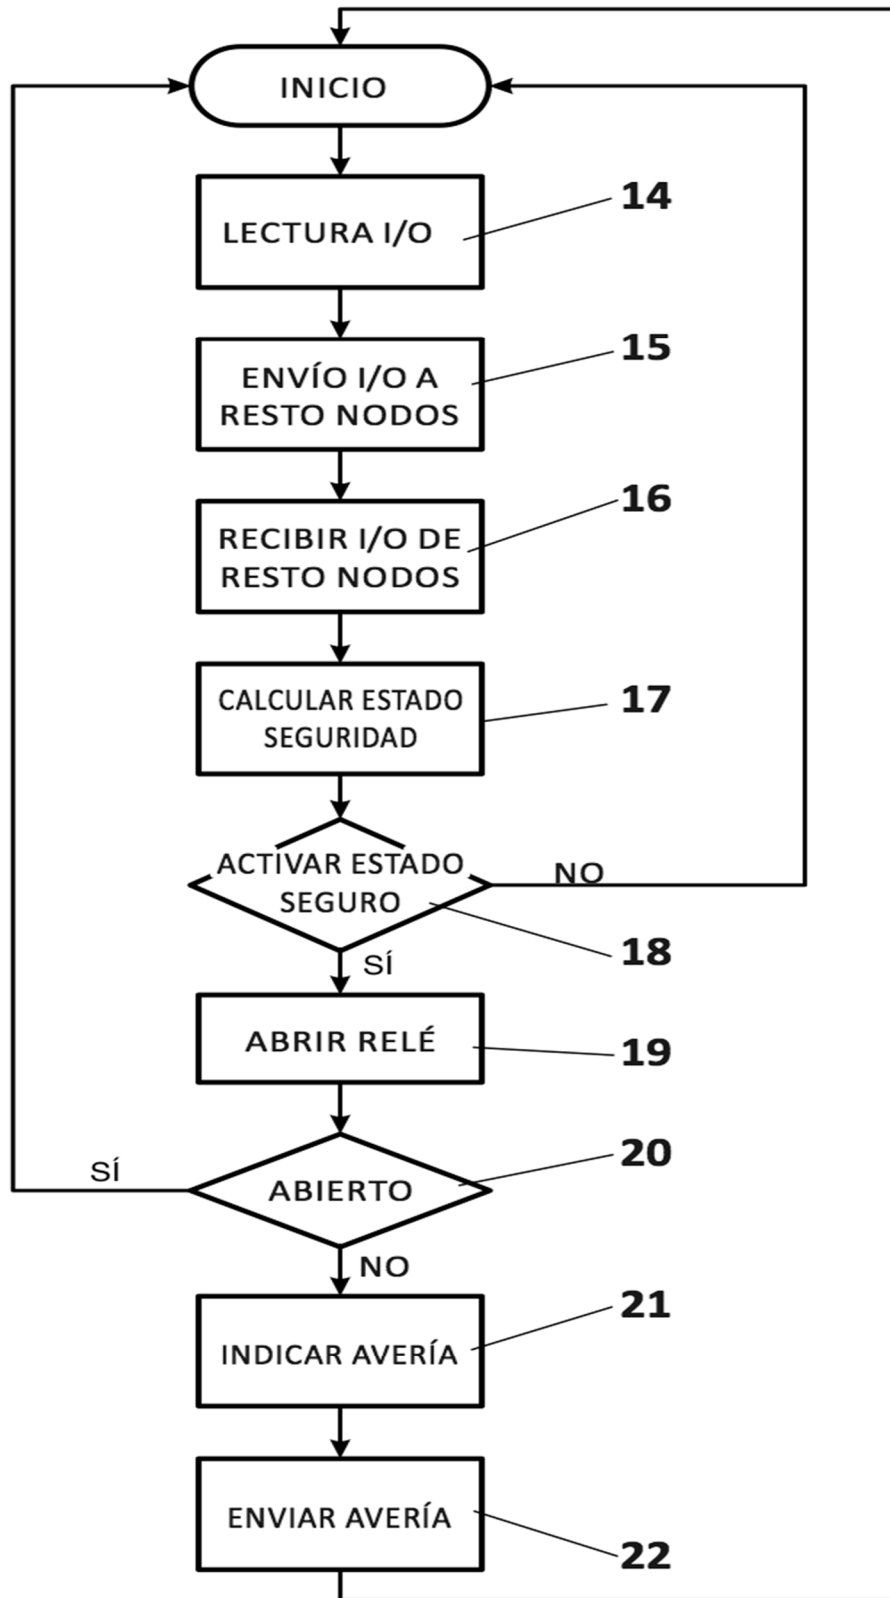 INICIO
LECTURA I/O
14
ENVÍO I/O A
RESTO NODOS
15
RECIBIR I/O DE
RESTO NODOS
16
CALCULAR ESTADO
SEGURIDAD
17
ACTIVAR ESTADO
SEGURO
NO
18
SÍ
ABRIR RELÉ
19
ABIERTO
20
SÍ
NO
INDICAR AVERÍA
21
ENVIAR AVERÍA
22